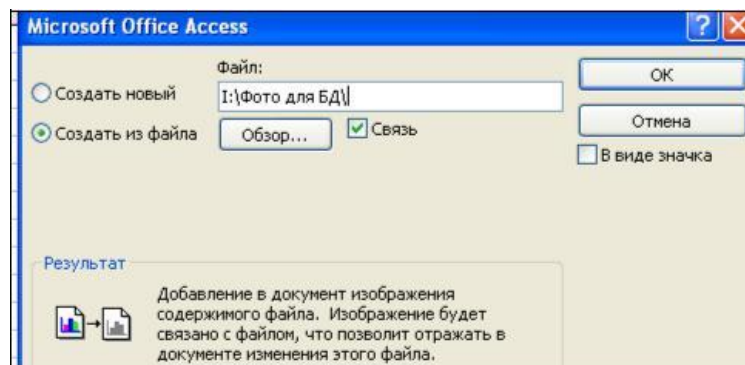 Microsoft Office Access
Файл:
Создать новый
I:\Фото для БД\
ОК
Создать из файла
Обзор...
Связь
Отмена
В виде значка
Результат
Добавление в документ изображения
содержимого файла. Изображение будет
связано с файлом, что позволит отражать в
документе изменения этого файла.